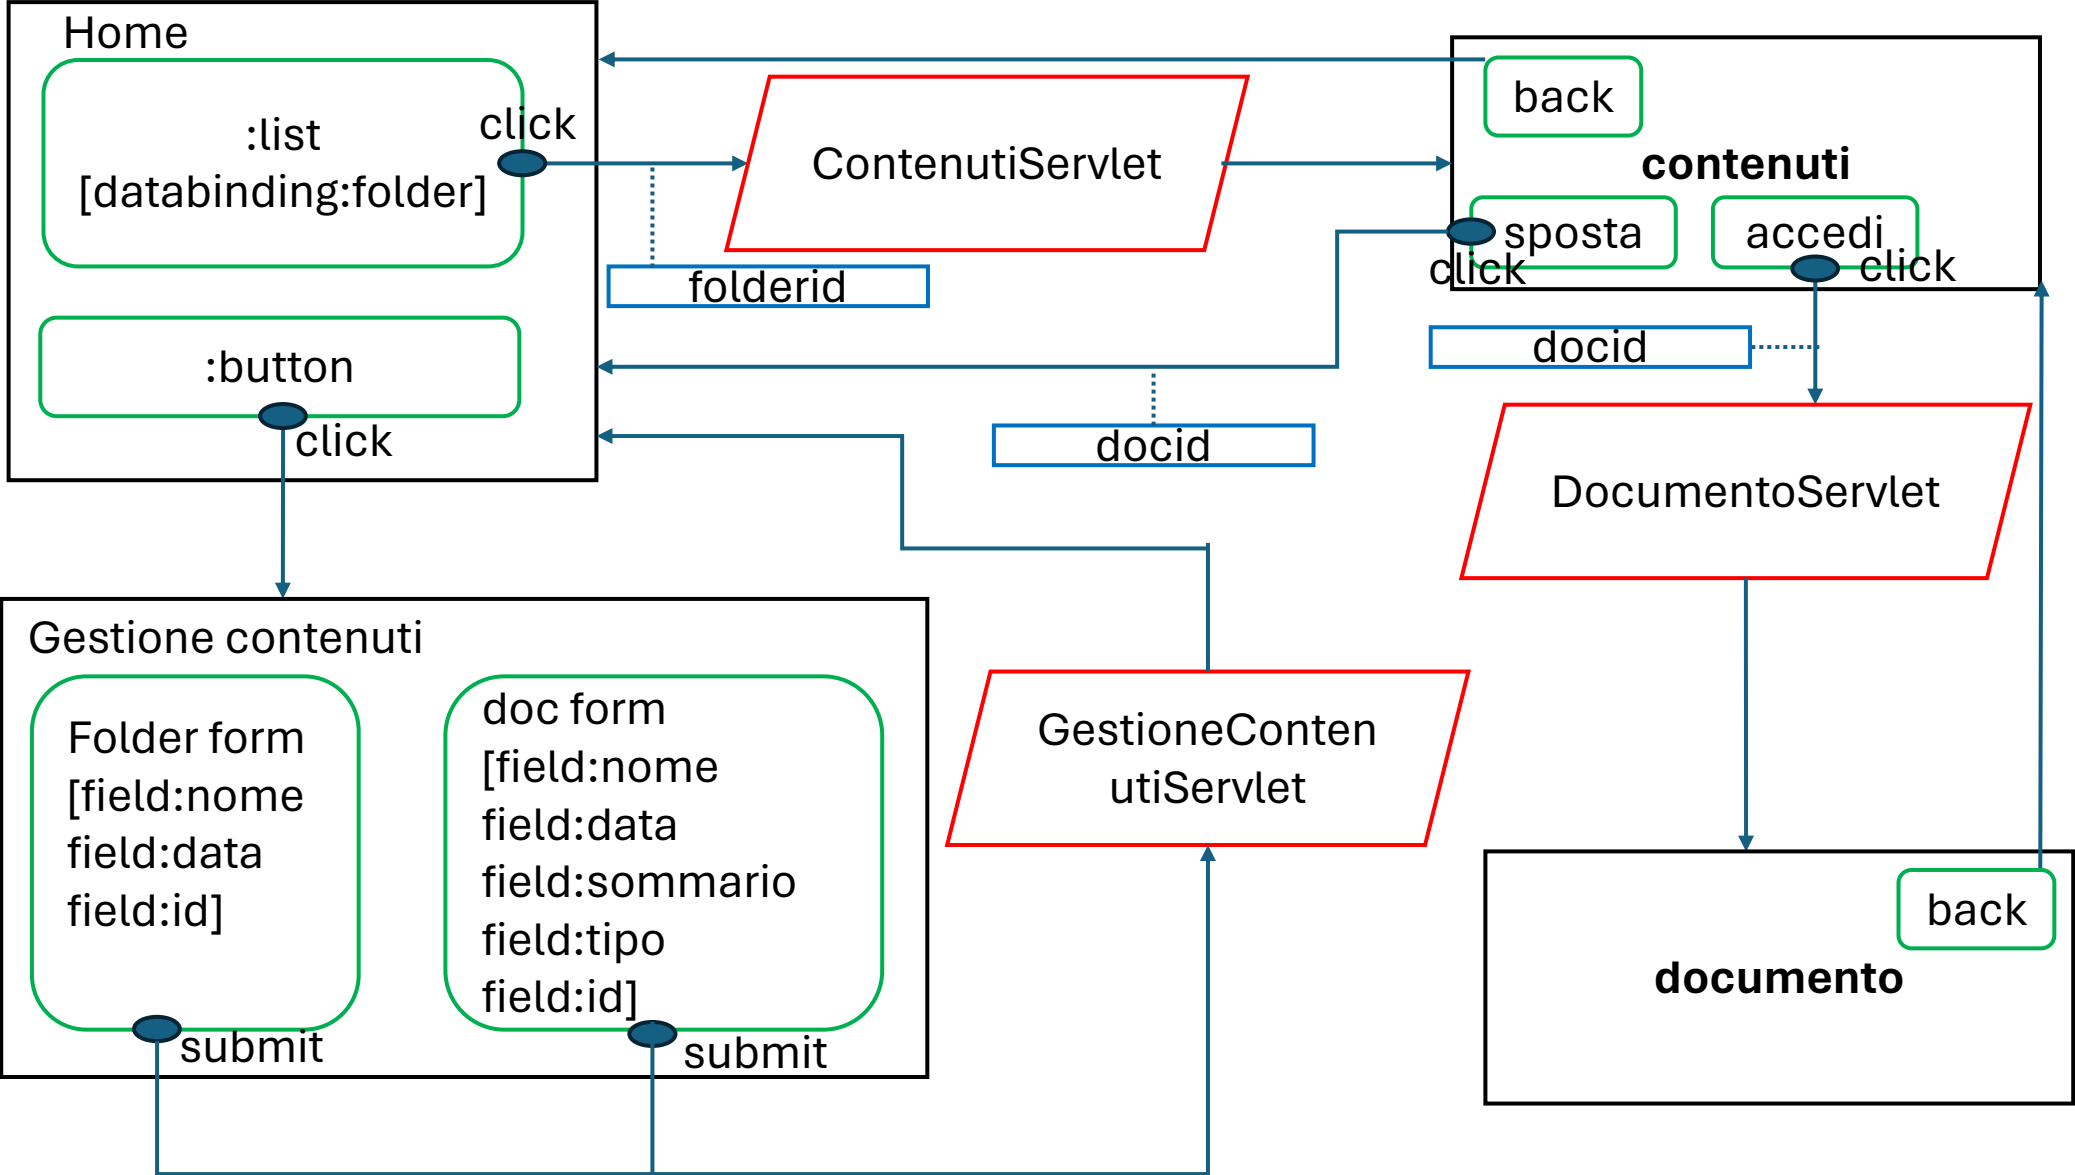 Home
:list
[databinding:folder]
click
:button
click
ContenutiServlet
folderid
back
contenuti
sposta
click
accedi
click
docid
docid
DocumentoServlet
Gestione contenuti
Folder form
[field:nome
field:data
field:id]
submit
doc form
[field:nome
field:data
field:sommario
field:tipo
field:id]
submit
GestioneConten
utiServlet
back
documento